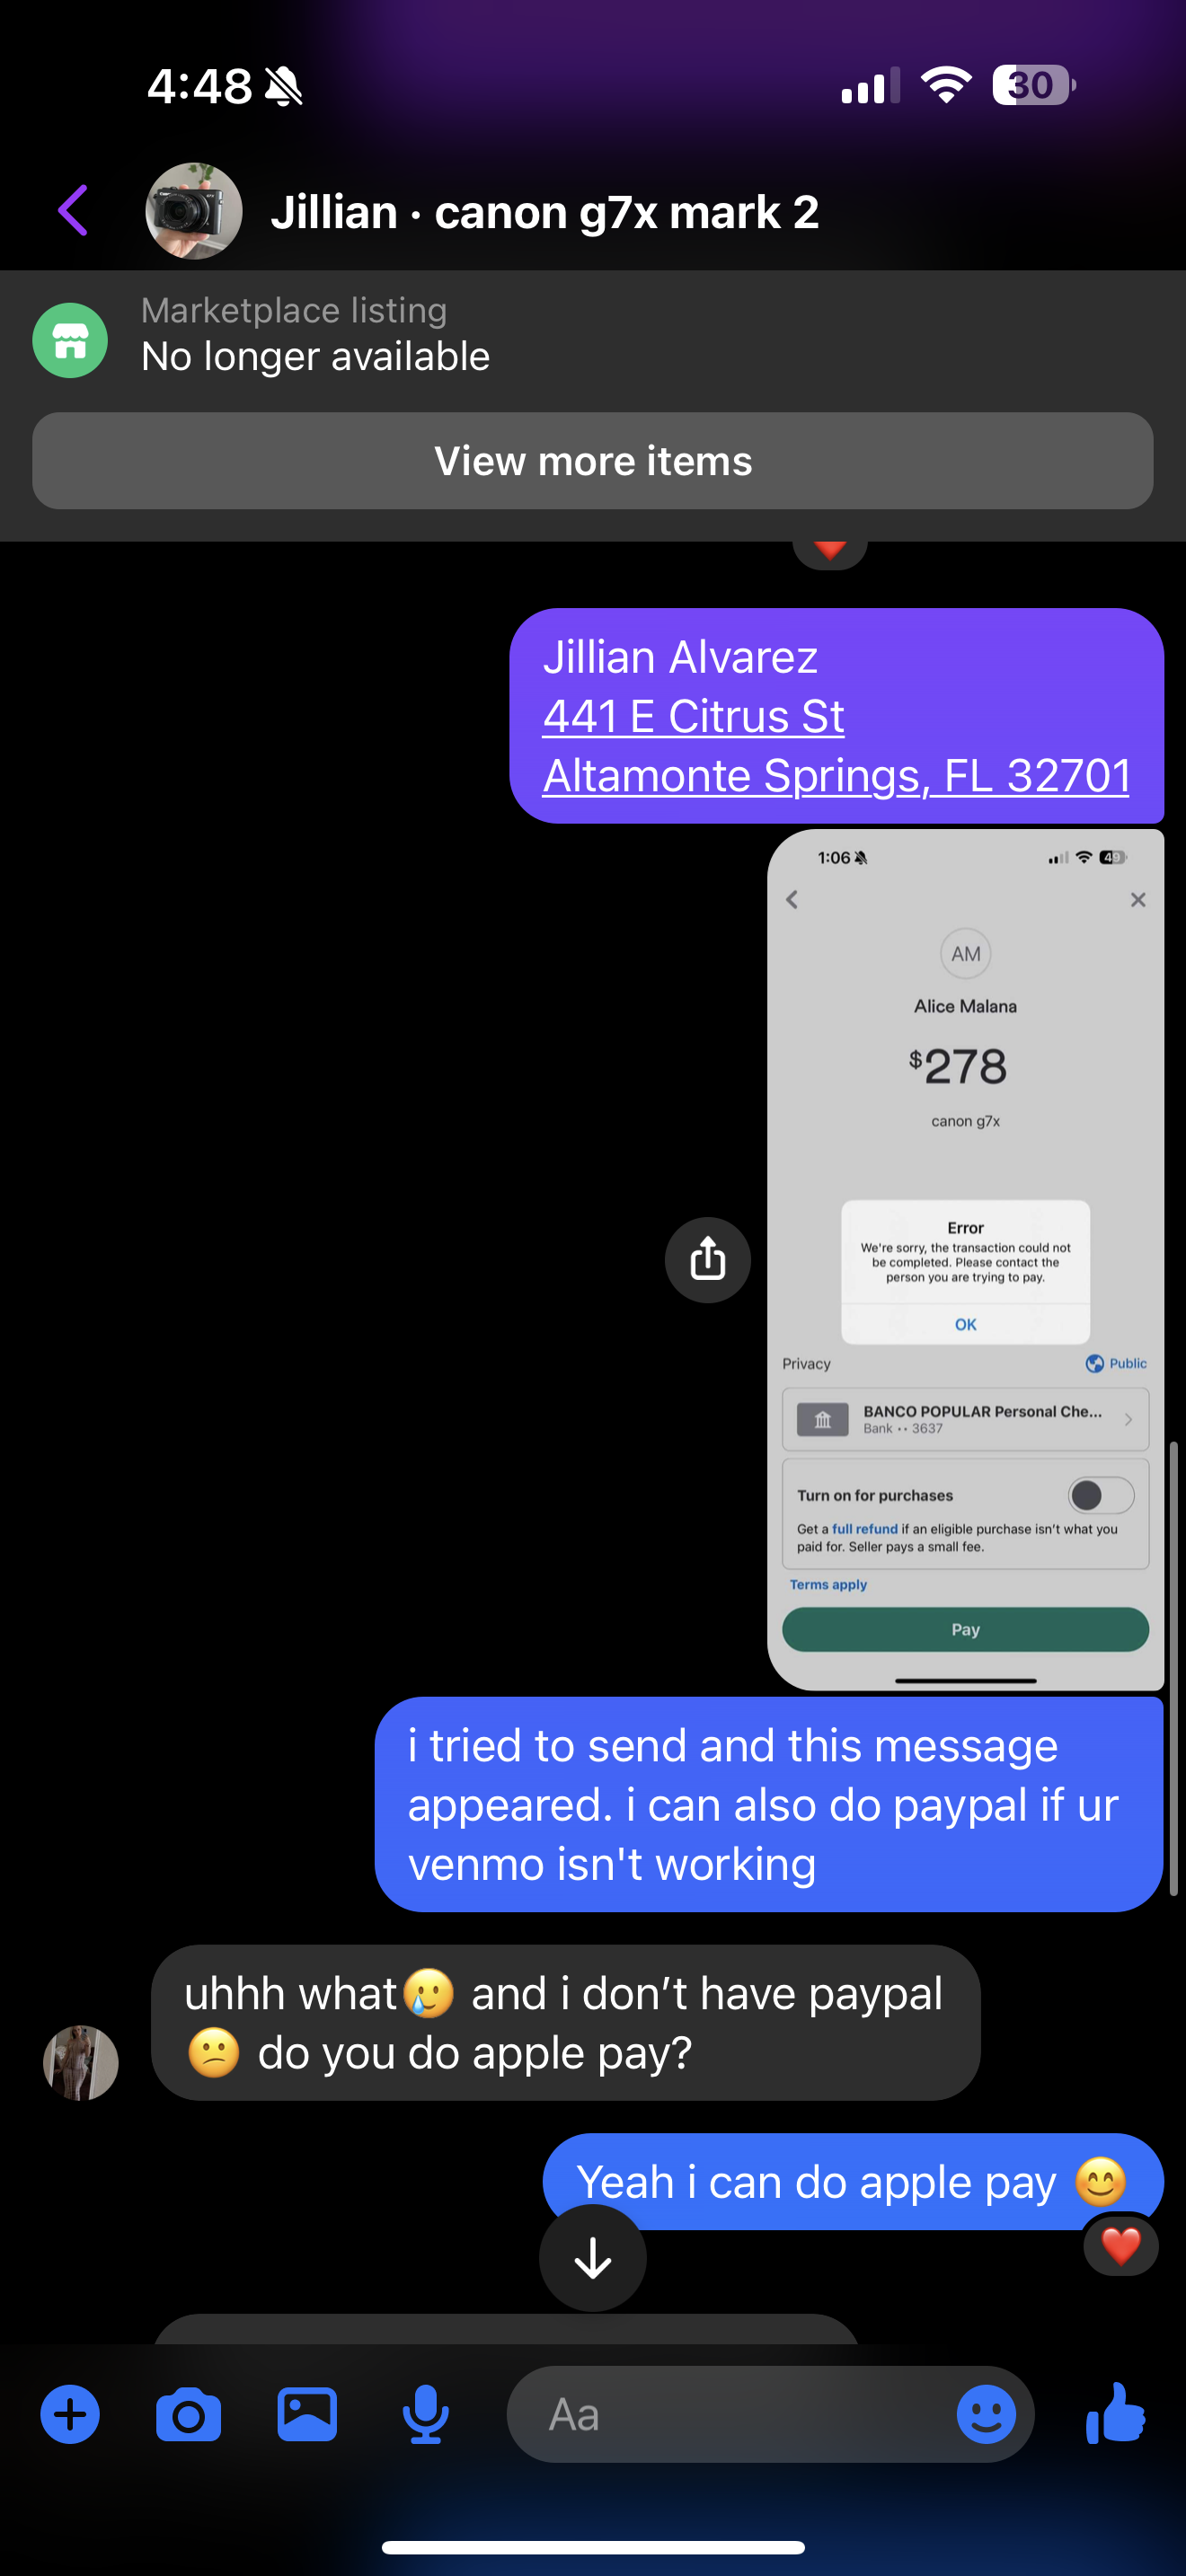 4:48
30
Jillian · canon g7x mark 2
Marketplace listing
No longer available
View more items
Jillian Alvarez
441 E Citrus St
Altamonte Springs, FL 32701
1:06
49
AM
Alice Malana
$278
canon g7x
Error
We're sorry, the transaction could not
be completed. Please contact the
person you are trying to pay.
OK
Privacy
Public
BANCO POPULAR Personal Che...
Bank •• 3637
Turn on for purchases
Get a full refund if an eligible purchase isn't what you
paid for. Seller pays a small fee.
Terms apply
Pay
i tried to send and this message
appeared. i can also do paypal if ur
venmo isn't working
uhhh what🥲 and i don’t have paypal
😕 do you do apple pay?
Yeah i can do apple pay 😊
Aa